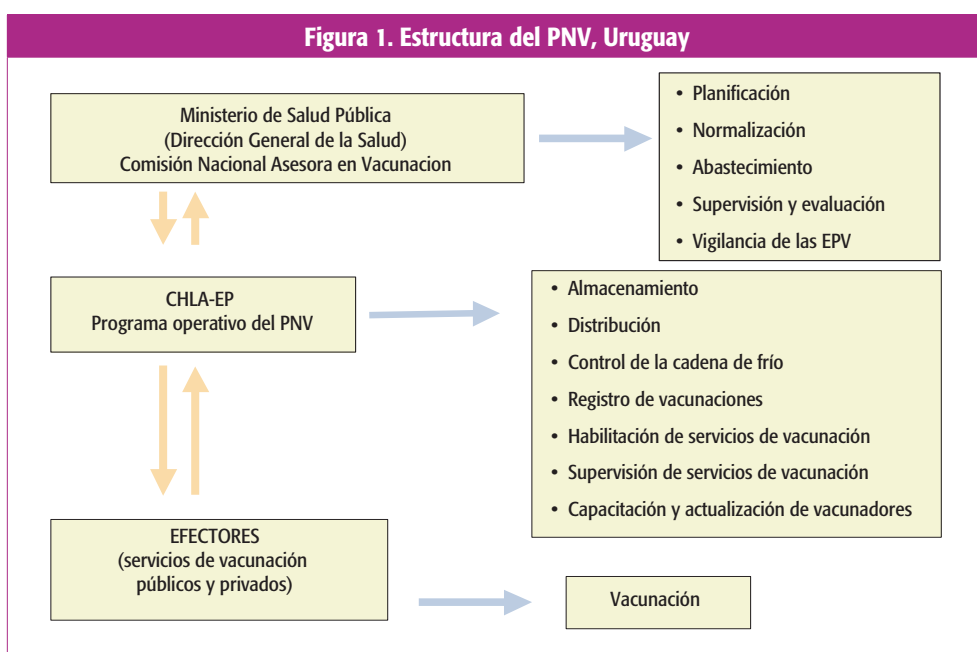 Figura 1. Estructura del PNV, Uruguay
Ministerio de Salud Pública
(Dirección General de la Salud)
Comisión Nacional Asesora en Vacunacion
• Planificación
• Normalización
• Abastecimiento
• Supervisión y evaluación
• Vigilancia de las EPV
CHLA-EP
Programa operativo del PNV
• Almacenamiento
• Distribución
• Control de la cadena de frío
• Registro de vacunaciones
• Habilitación de servicios de vacunación
• Supervisión de servicios de vacunación
• Capacitación y actualización de vacunadores
EFECTORES
(servicios de vacunación
públicos y privados)
Vacunación